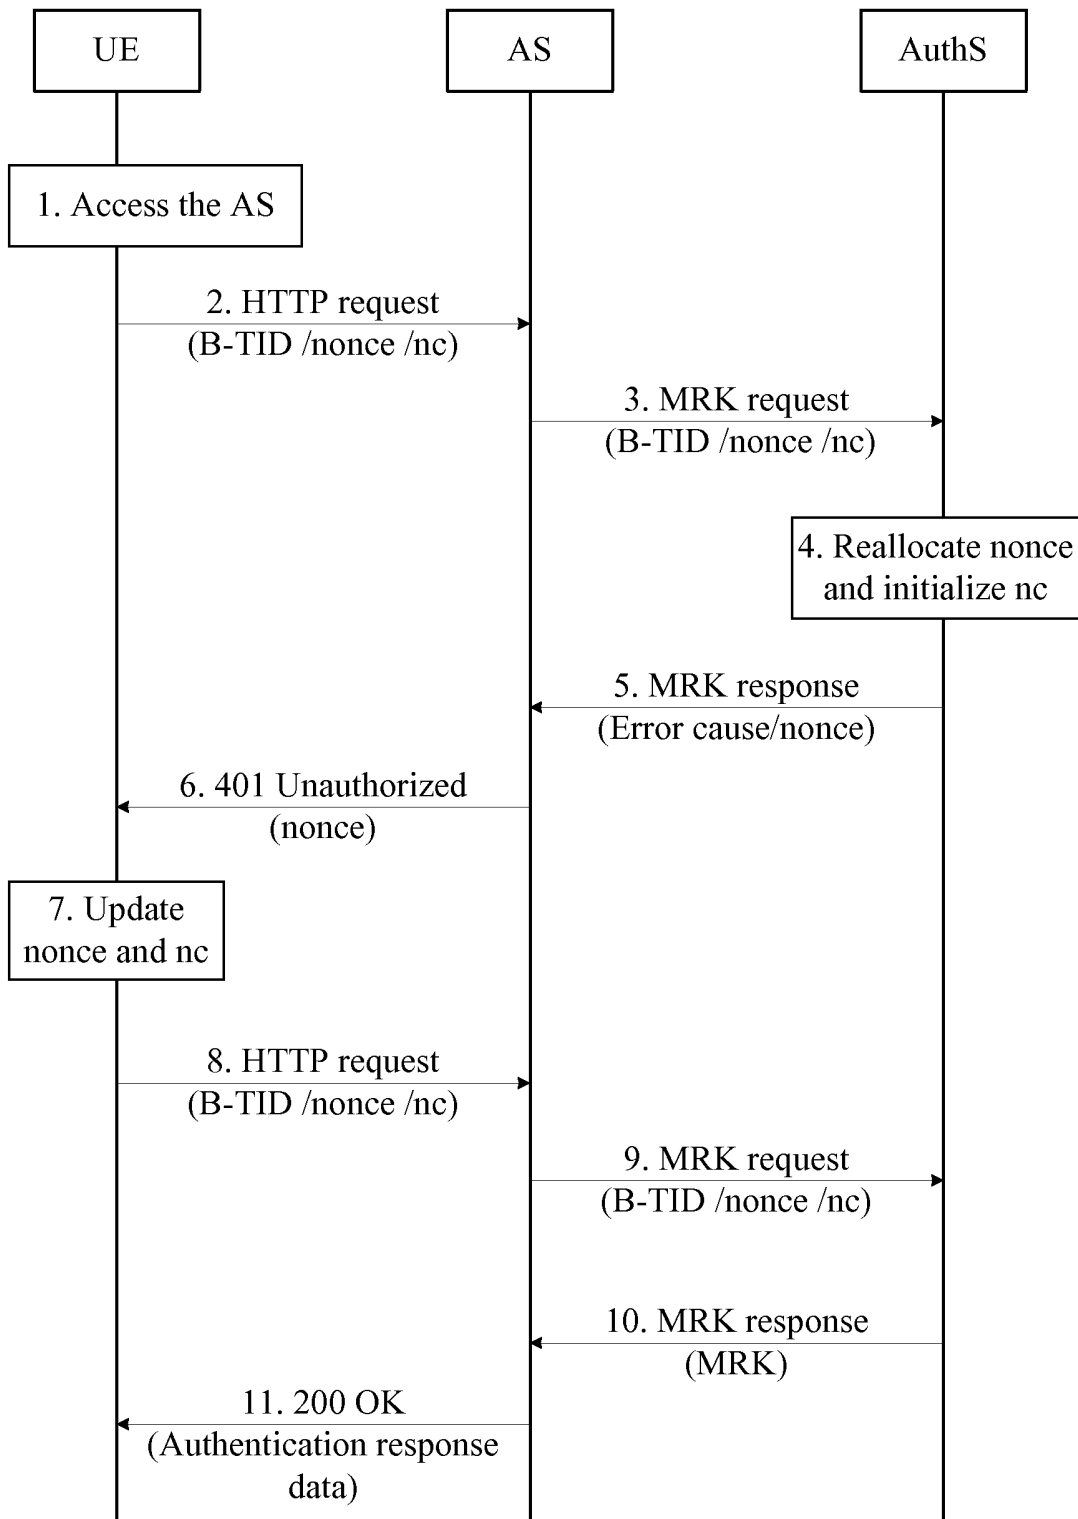 UE
AS
AuthS
1. Access the AS
2. HTTP request
(B-TID /nonce /nc)
3. MRK request
(B-TID /nonce /nc)
4. Reallocate nonce
and initialize nc
5. MRK response
(Error cause/nonce)
6. 401 Unauthorized
(nonce)
7. Update
nonce and nc
8. HTTP request
(B-TID /nonce /nc)
9. MRK request
(B-TID /nonce /nc)
10. MRK response
(MRK)
11. 200 OK
(Authentication response
data)